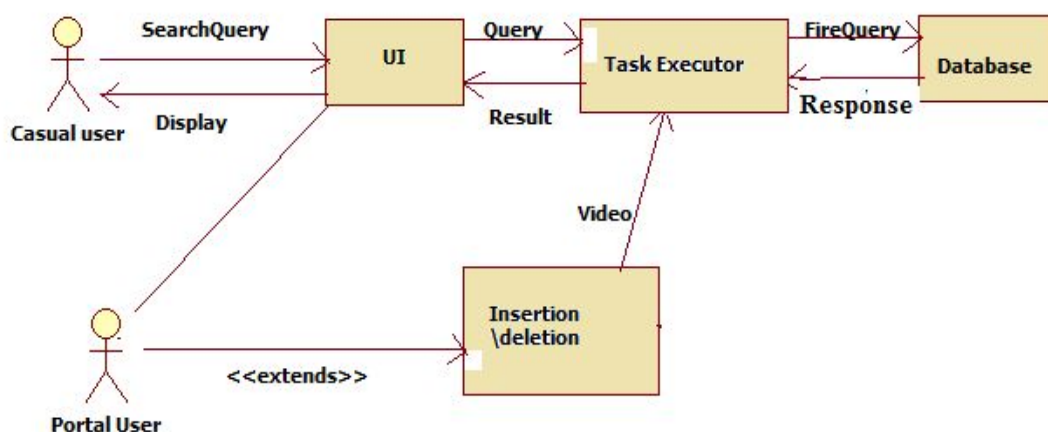 SearchQuery
UI
Query
Task Executor
FireQuery
Database
Casual user
Display
Result
Response
Video
Insertion
\deletion
<<extends>>
Portal User